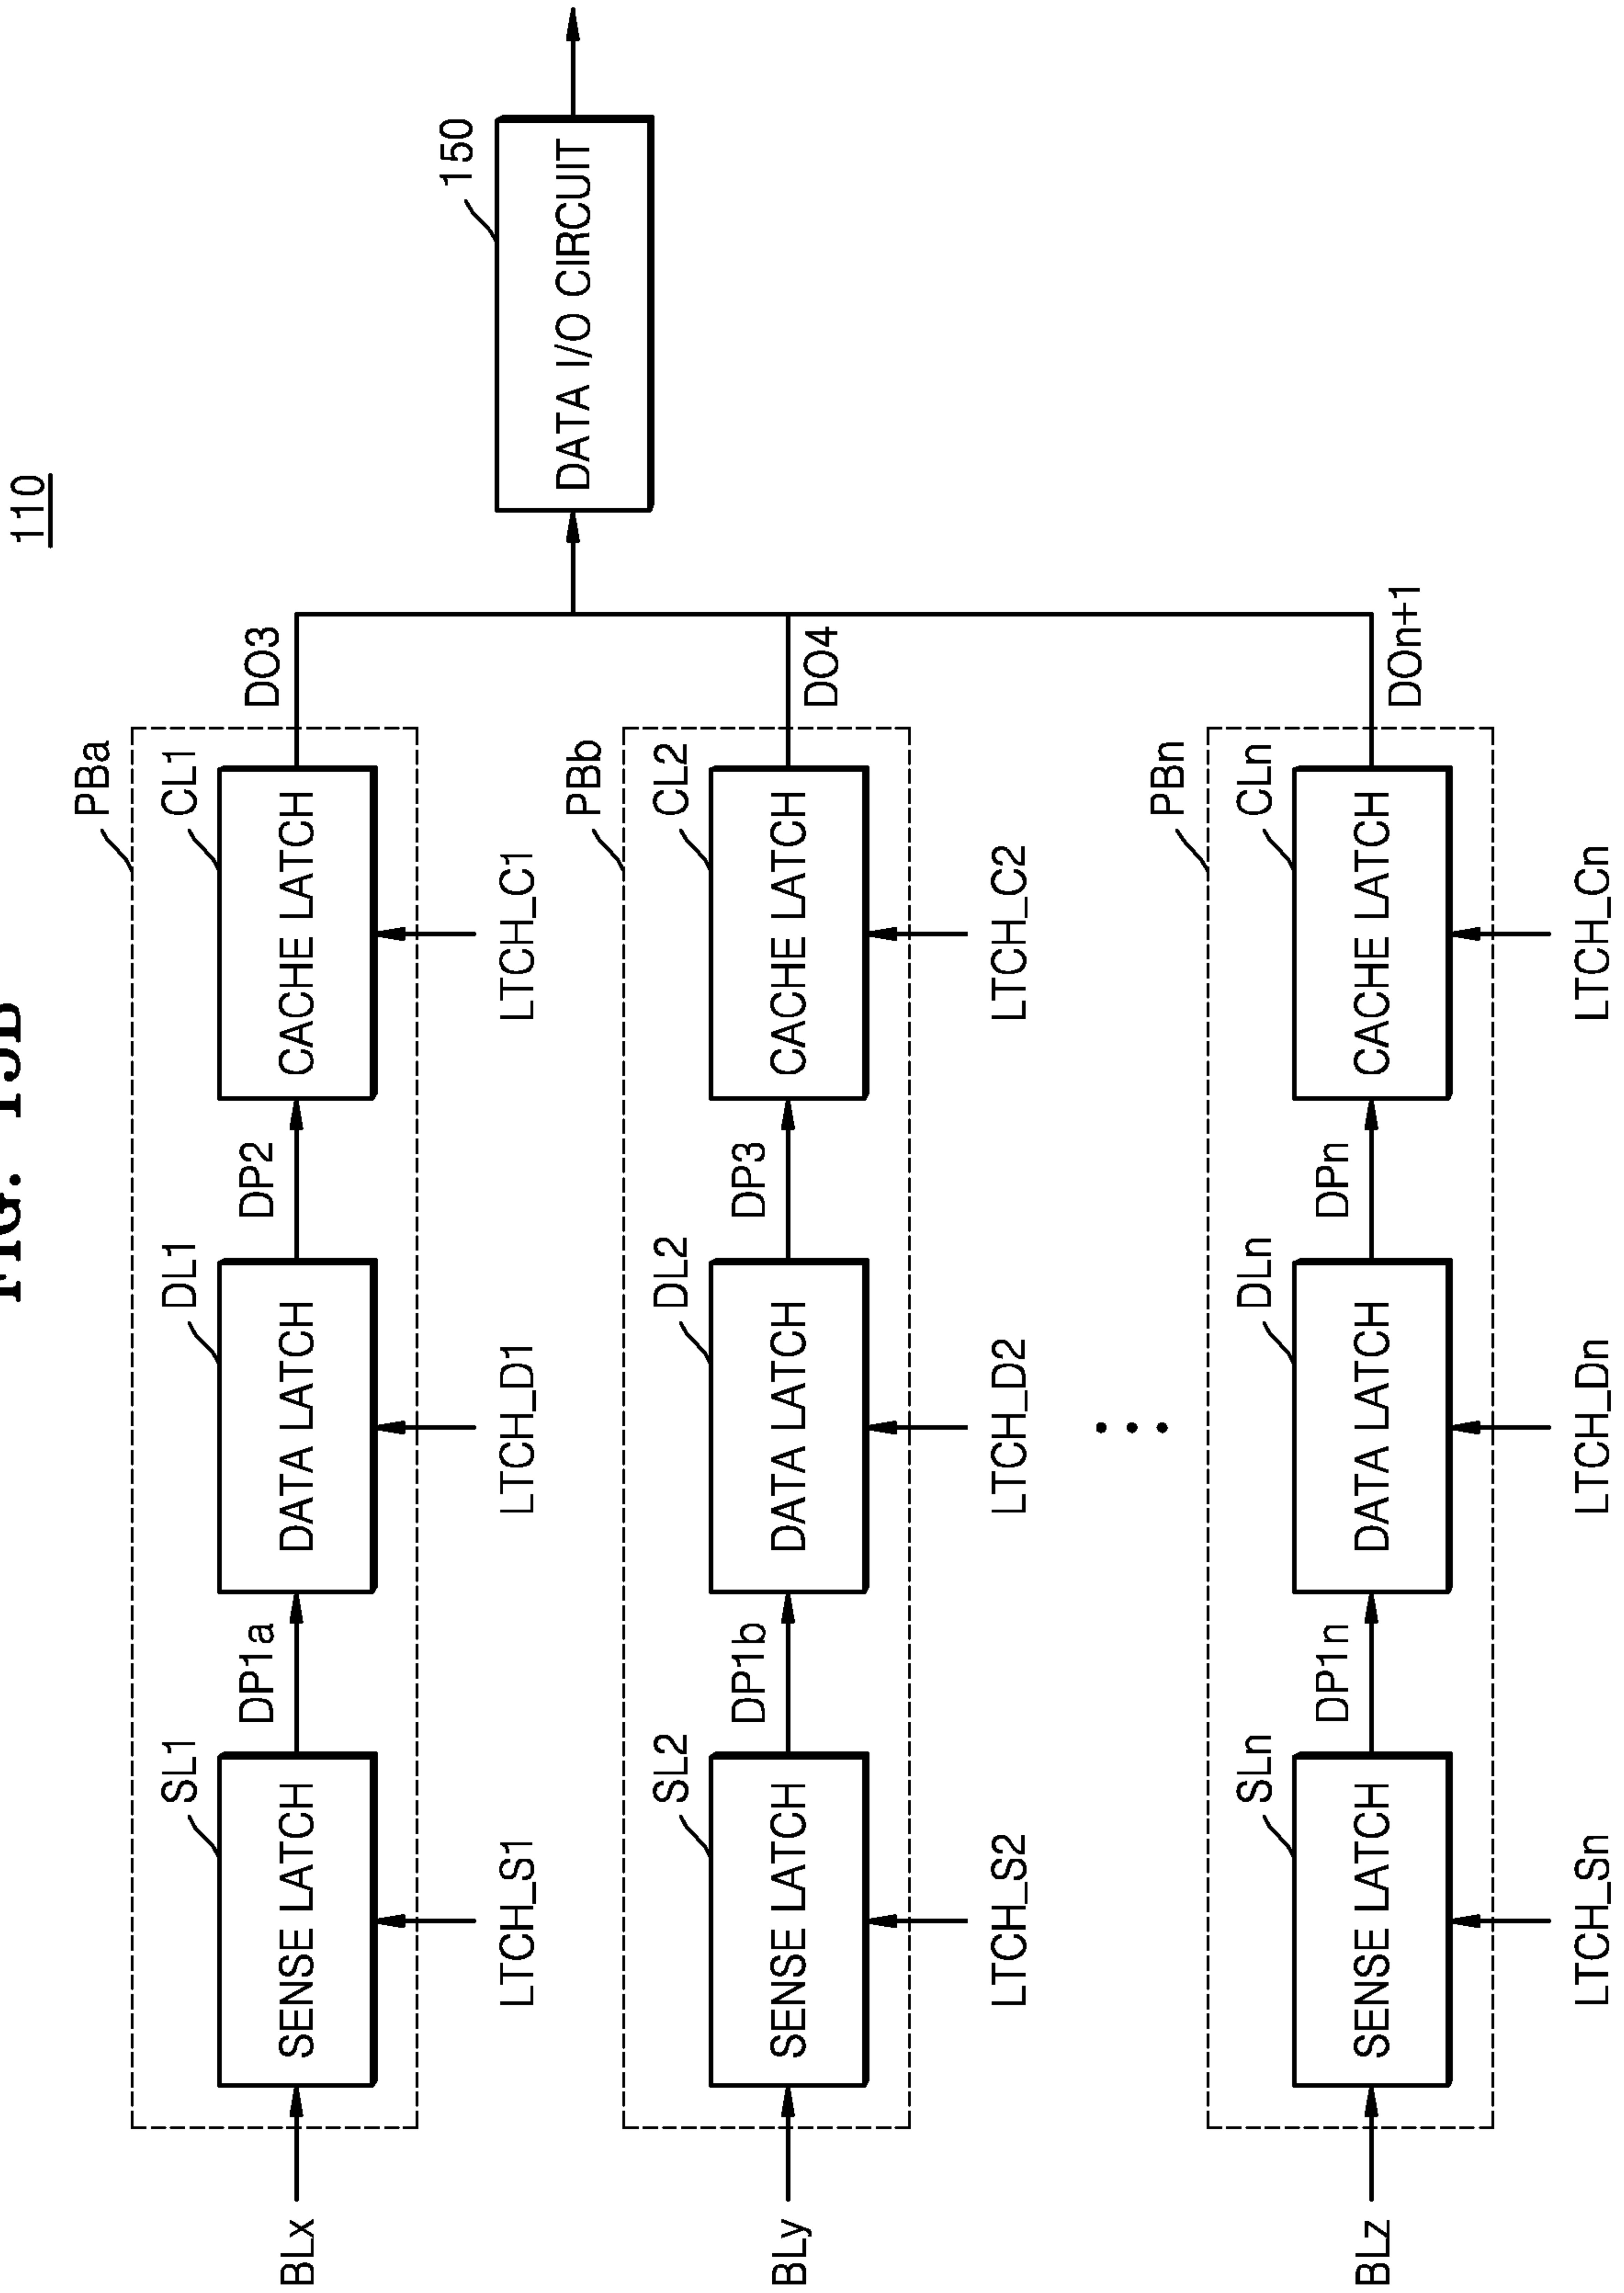 FIG.
110
PBa
SL1
DL1
CL1
BLx
SENSE LATCH
DP1a
DATA LATCH
DP2
CACHE LATCH
DO3
LTCH_S1
LTCH_D1
LTCH_C1
150
DATA I/O CIRCUIT
PBb
SL2
DL2
CL2
BLy
SENSE LATCH
DP1b
DATA LATCH
DP3
CACHE LATCH
DO4
LTCH_S2
LTCH_D2
LTCH_C2
PBn
SLn
DLn
CLn
BLz
SENSE LATCH
DP1n
DATA LATCH
DPn
CACHE LATCH
DOn+1
LTCH_Sn
LTCH_Dn
LTCH_Cn